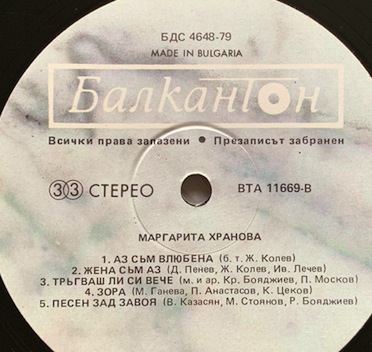 БДС 4648-79
MADE IN BULGARIA
Балкантон
Всички права запазени • Презаписът забранен
33 СТЕРЕО ВТА 11669-В
МАРГАРИТА ХРАНОВА
1. АЗ СЪМ ВЛЮБЕНА (б. т. Ж. Колев)
2. ЖЕНА СЪМ АЗ (Д. Пенев, Ж. Колев, Ив. Лечев)
3. ТРЪГВАШ ЛИ СИ ВЕЧЕ (м. и ар. Кр. Бояджиев, П. Москов)
4. ЗОРА (М. Ганева, П. Анастасов, К. Цеков)
5. ПЕСЕН ЗАД ЗАВОЯ (В. Казасян, М. Стоянов, Р. Бояджиев)